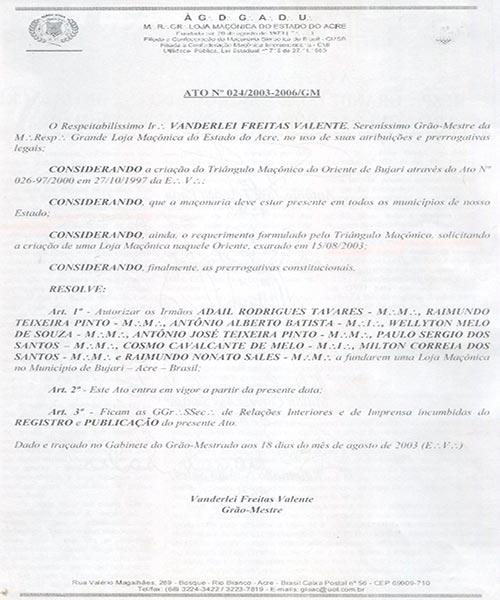 À G∴ D∴ G∴ A∴ D∴ U∴
M∴ R∴ GR∴ LOJA MAÇÔNICA DO ESTADO DO ACRE
Fundada em 20 de agosto de 1973
Filiada a Confederação da Maçonaria Simbólica do Brasil - CMSB
Filiada a Confederação Maçônica Interamericana - CMI
Utilidade Pública, Lei Estadual nº
ATO Nº 024/2003-2006/GM
O Respeitabilíssimo Ir∴ VANDERLEI FREITAS VALENTE, Sereníssimo Grão-Mestre da
M∴Resp∴ Grande Loja Maçônica do Estado do Acre, no uso de suas atribuições e prerrogativas
legais;
CONSIDERANDO a criação do Triângulo Maçônico do Oriente de Bujari através do Ato Nº
026-97/2000 em 27/10/1997 da E∴ V∴;
CONSIDERANDO, que a maçonaria deve estar presente em todos os municípios de nosso
Estado;
CONSIDERANDO, ainda, o requerimento formulado pelo Triângulo Maçônico, solicitando
a criação de uma Loja Maçônica naquele Oriente, exarado em 15/08/2003;
CONSIDERANDO, finalmente, as prerrogativas constitucionais,
RESOLVE:
Art. 1º - Autorizar os Irmãos ADAIL RODRIGUES TAVARES - M∴M∴, RAIMUNDO
TEIXEIRA PINTO - M∴M∴, ANTÔNIO ALBERTO BATISTA - M∴I∴, WELLYTON MELO
DE SOUZA - M∴M∴, ANTÔNIO JOSÉ TEIXEIRA PINTO - M∴M∴, PAULO SERGIO DOS
SANTOS – M∴M∴, COSMO CAVALCANTE DE MELO - M∴I∴, MILTON CORREIA DOS
SANTOS - M∴M∴ e RAIMUNDO NONATO SALES - M∴M∴ a fundarem uma Loja Maçônica
no Município de Bujari – Acre – Brasil;
Art. 2º - Este Ato entra em vigor a partir da presente data;
Art. 3º - Ficam as GGr∴SSec∴ de Relações Interiores e de Imprensa incumbidos do
REGISTRO e PUBLICAÇÃO do presente Ato.
Dado e traçado no Gabinete do Grão-Mestrado aos 18 dias do mês de agosto de 2003 (E∴V∴)
Vanderlei Freitas Valente
Grão-Mestre
Rua Valério Magalhães, 269 - Bosque - Rio Branco - Acre - Brasil Caixa Postal nº 56 - CEP 69909-710
Tel/fax: (68) 3224-3422 / 3223-7819 - E-mails: glsac@uol.com.br